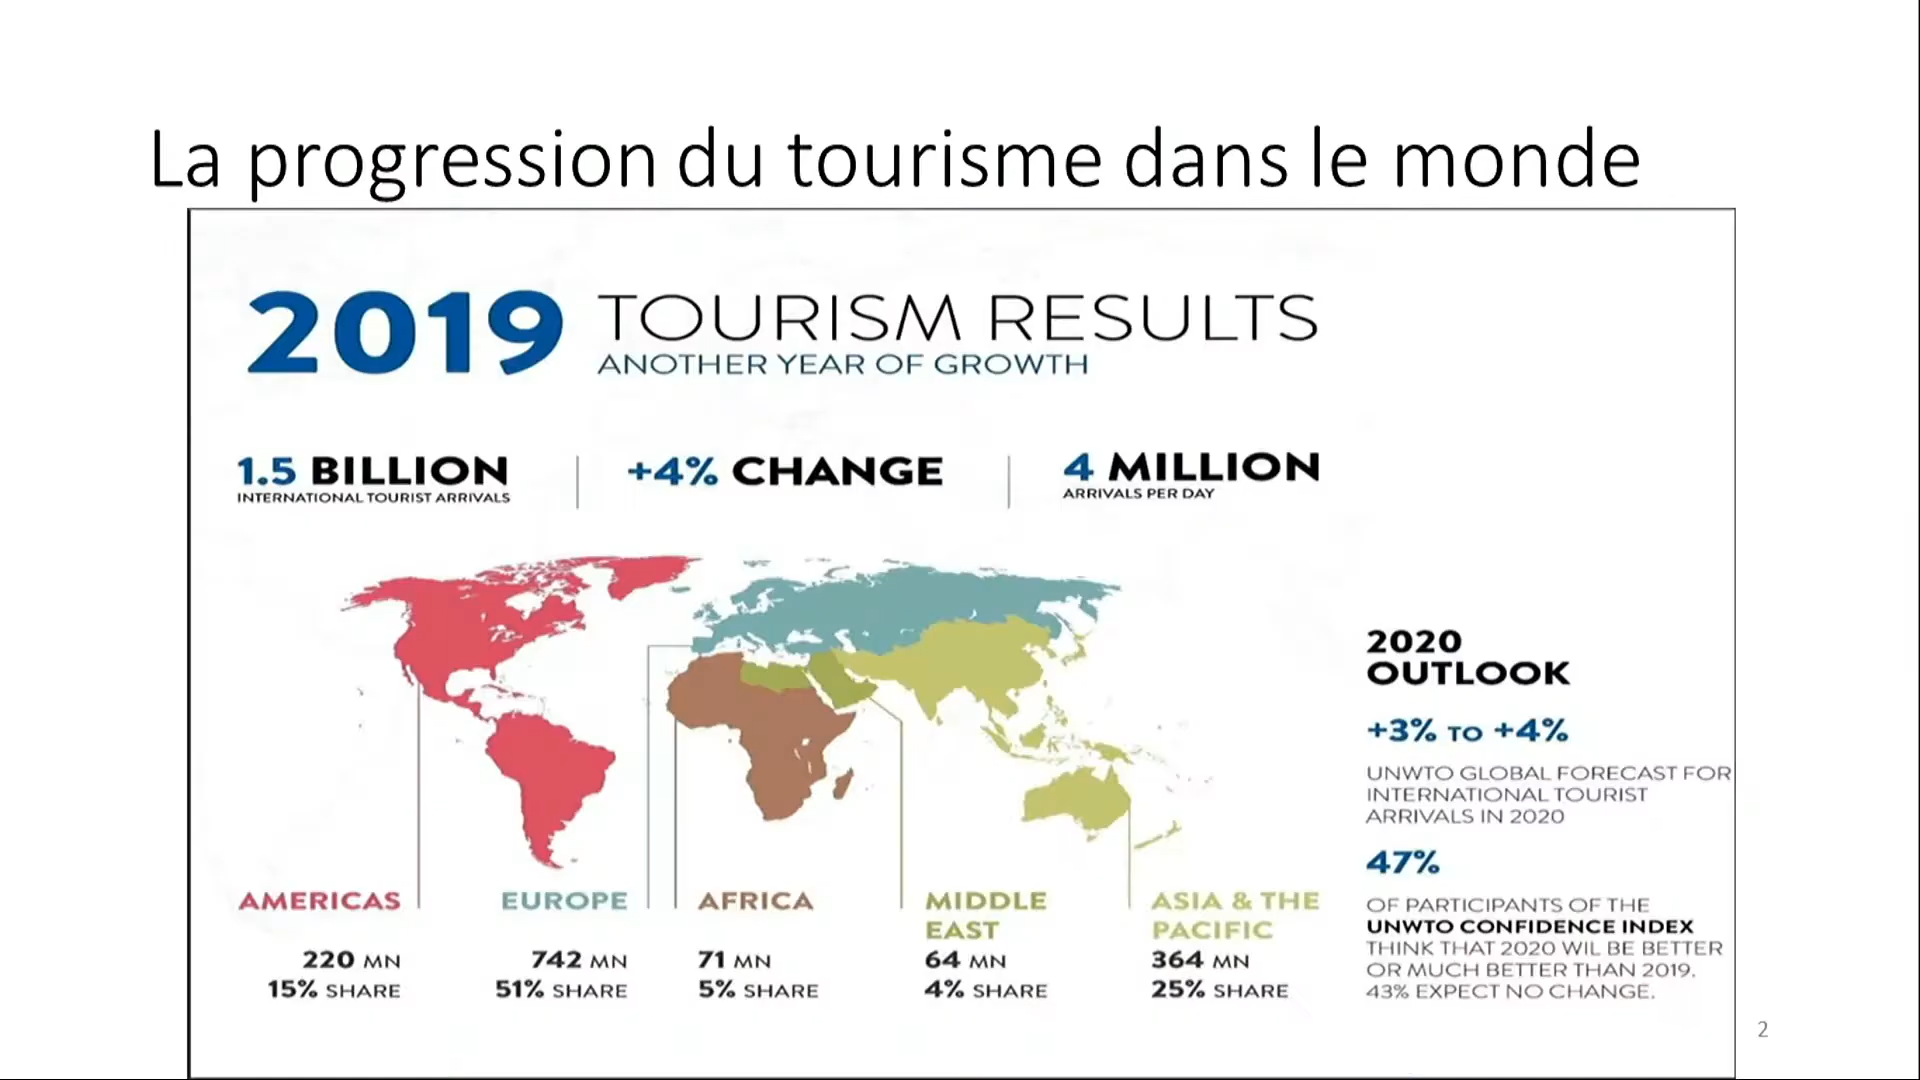 La progression du tourisme dans le monde
2019 TOURISM RESULTS
ANOTHER YEAR OF GROWTH
1.5 BILLION
INTERNATIONAL TOURIST ARRIVALS
+4% CHANGE
4 MILLION
ARRIVALS PER DAY
AMERICAS
220 MN
15% SHARE
EUROPE
742 MN
51% SHARE
AFRICA
71 MN
5% SHARE
MIDDLE
EAST
64 MN
4% SHARE
ASIA & THE
PACIFIC
364 MN
25% SHARE
2020
OUTLOOK
+3% TO +4%
UNWTO GLOBAL FORECAST FOR
INTERNATIONAL TOURIST
ARRIVALS IN 2020
47%
OF PARTICIPANTS OF THE
UNWTO CONFIDENCE INDEX
THINK THAT 2020 WIL BE BETTER
OR MUCH BETTER THAN 2019.
43% EXPECT NO CHANGE.
2